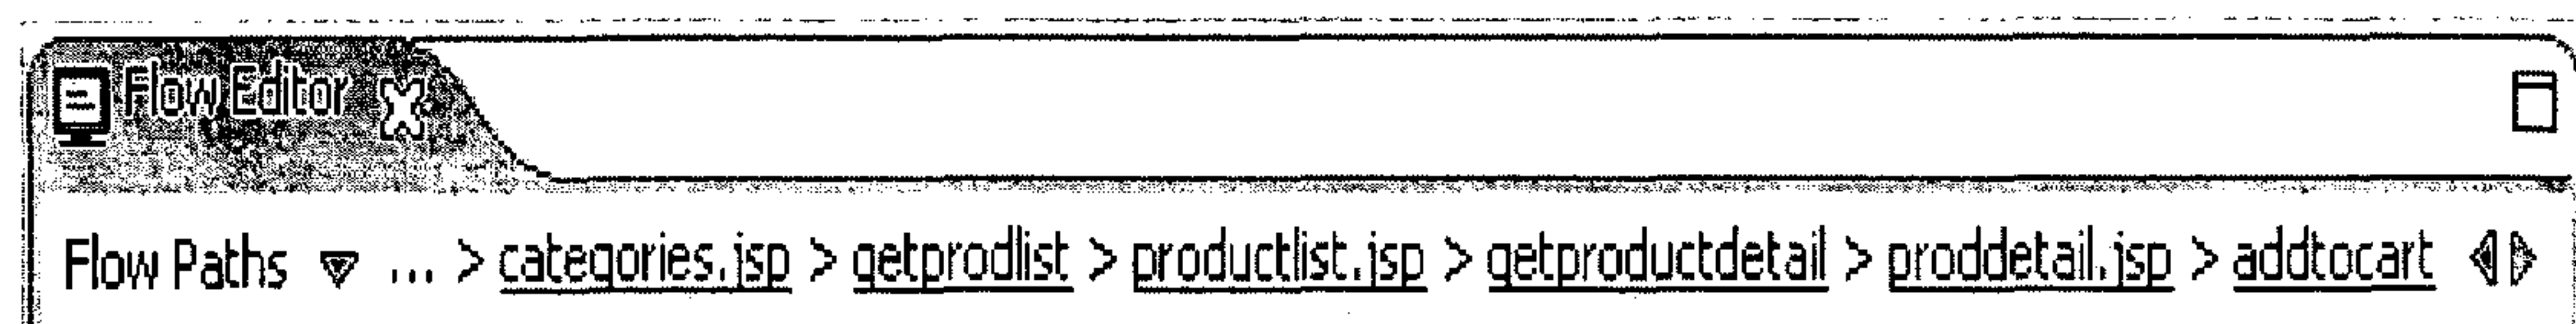 Flow Editor
Flow Paths ... > categories.jsp > getprodlist > productlist.jsp > getproductdetail > proddetail.jsp > addtocart